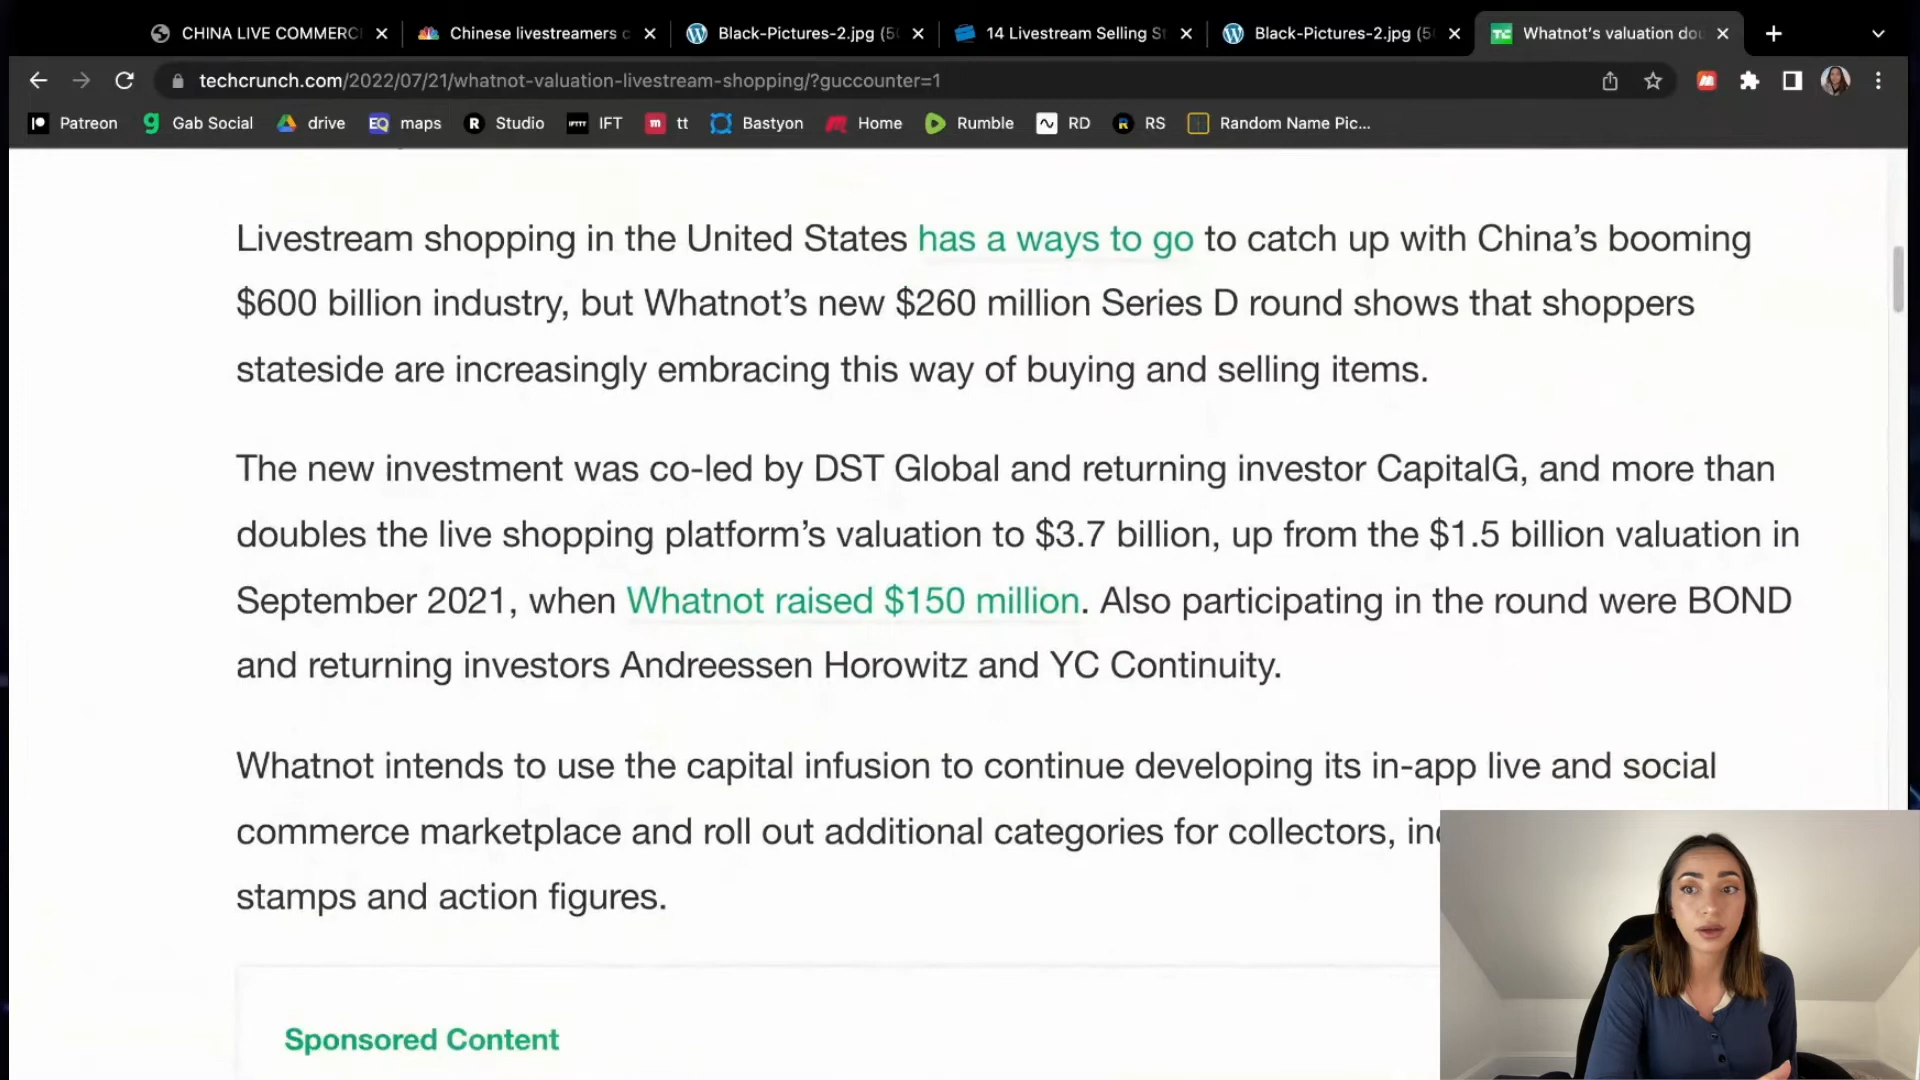 CHINA LIVE COMMERC
Chinese livestreamers c
Black-Pictures-2.jpg (5
14 Livestream Selling St
Black-Pictures-2.jpg (5
Whatnot's valuation dou
techcrunch.com/2022/07/21/whatnot-valuation-livestream-shopping/?guccounter=1
Patreon
Gab Social
drive
EQ maps
R Studio
IFTTT IFT
m tt
Bastyon
Home
Rumble
RD
R RS
Random Name Pic...
Livestream shopping in the United States has a ways to go to catch up with China’s booming
$600 billion industry, but Whatnot’s new $260 million Series D round shows that shoppers
stateside are increasingly embracing this way of buying and selling items.
The new investment was co-led by DST Global and returning investor CapitalG, and more than
doubles the live shopping platform’s valuation to $3.7 billion, up from the $1.5 billion valuation in
September 2021, when Whatnot raised $150 million. Also participating in the round were BOND
and returning investors Andreessen Horowitz and YC Continuity.
Whatnot intends to use the capital infusion to continue developing its in-app live and social
commerce marketplace and roll out additional categories for collectors, inc
stamps and action figures.
Sponsored Content